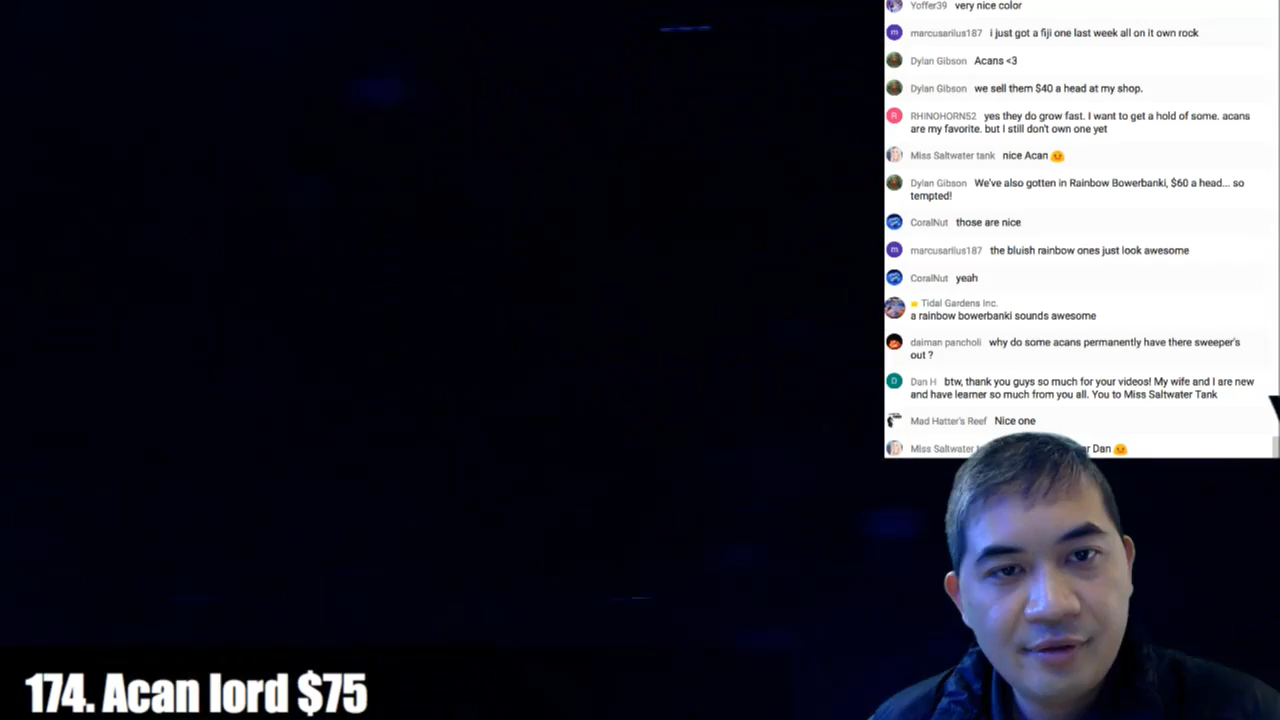 Yoffer39 very nice color
marcusarilus187 i just got a fiji one last week all on it own rock
Dylan Gibson Acans <3
Dylan Gibson we sell them $40 a head at my shop.
RHINOHORN52 yes they do grow fast. I want to get a hold of some. acans
are my favorite. but I still don't own one yet
Miss Saltwater tank nice Acan
Dylan Gibson We've also gotten in Rainbow Bowerbanki, $60 a head... so
tempted!
CoralNut those are nice
marcusarilus187 the bluish rainbow ones just look awesome
CoralNut yeah
Tidal Gardens Inc.
a rainbow bowerbanki sounds awesome
daiman pancholi why do some acans permanently have there sweeper's
out ?
Dan H btw, thank you guys so much for your videos! My wife and I are new
and have learner so much from you all. You to Miss Saltwater Tank
Mad Hatter's Reef Nice one
Miss Saltwater Dan
174. Acan lord $75